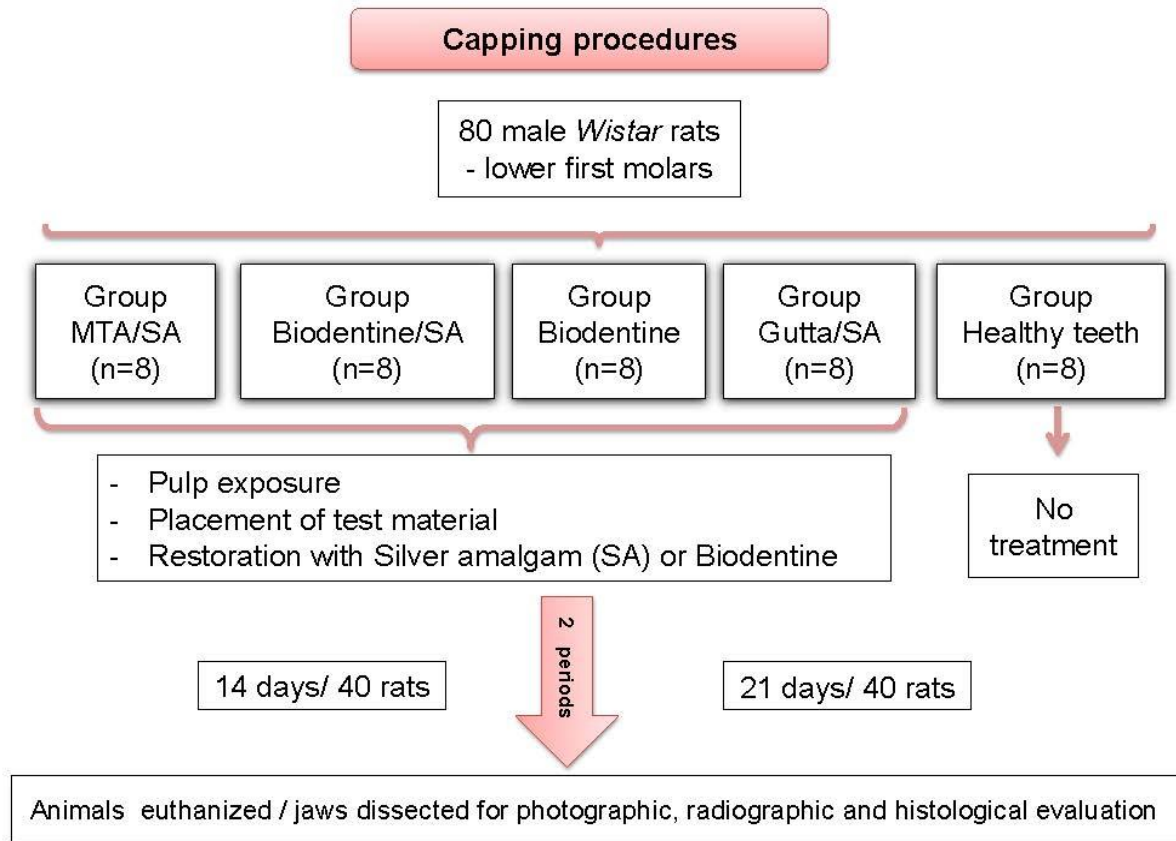 Capping procedures
80 male Wistar rats
- lower first molars
Group
MTA/SA
(n=8)
Group
Biodentine/SA
(n=8)
Group
Biodentine
(n=8)
Group
Gutta/SA
(n=8)
Group
Healthy teeth
(n=8)
- Pulp exposure
- Placement of test material
- Restoration with Silver amalgam (SA) or Biodentine
No
treatment
2 periods
14 days/ 40 rats
21 days/ 40 rats
Animals euthanized / jaws dissected for photographic, radiographic and histological evaluation